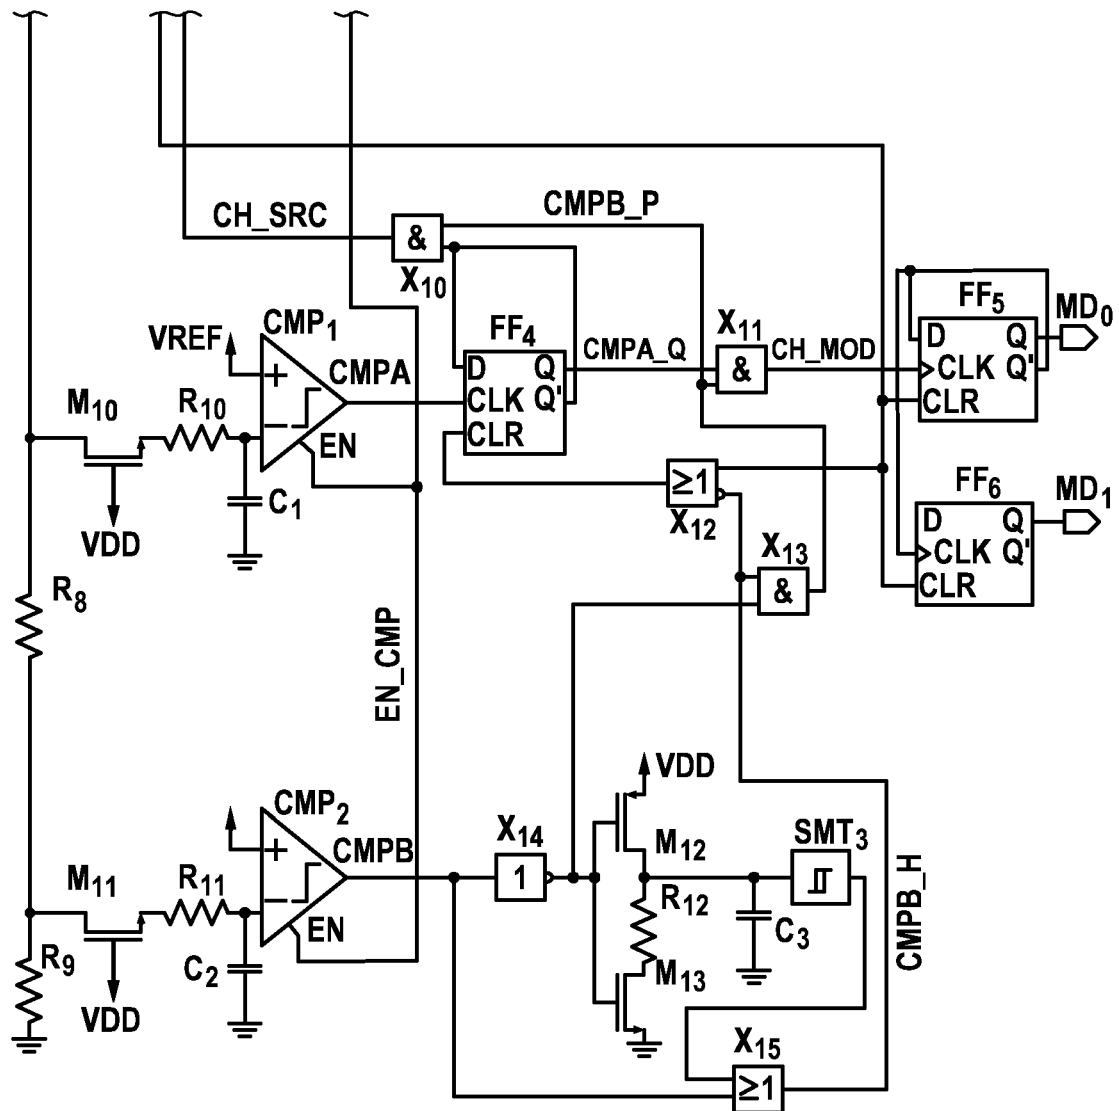 CH_SRC
CMPB_P
&
X10
CMP1
VREF
+
CMPA
FF4
X11
FF5
MD0
M10
R10
−
EN
D Q
CLK Q'
CLR
CMPA_Q
&
CH_MOD
D Q
CLK Q'
CLR
VDD
C1
≥1
X12
FF6
MD1
X13
&
D Q
CLK Q'
CLR
R8
EN_CMP
CMP2
+
CMPB
X14
1
VDD
M12
SMT3
M11
R11
−
EN
R12
C3
CMPB_H
R9
VDD
C2
M13
X15
≥1